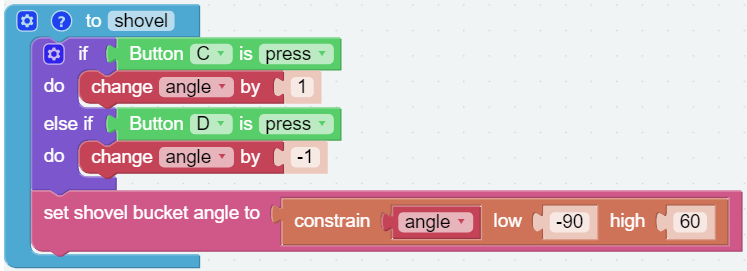 ? to shovel
if Button C is press
do change angle by 1
else if Button D is press
do change angle by -1
set shovel bucket angle to constrain angle low -90 high 60